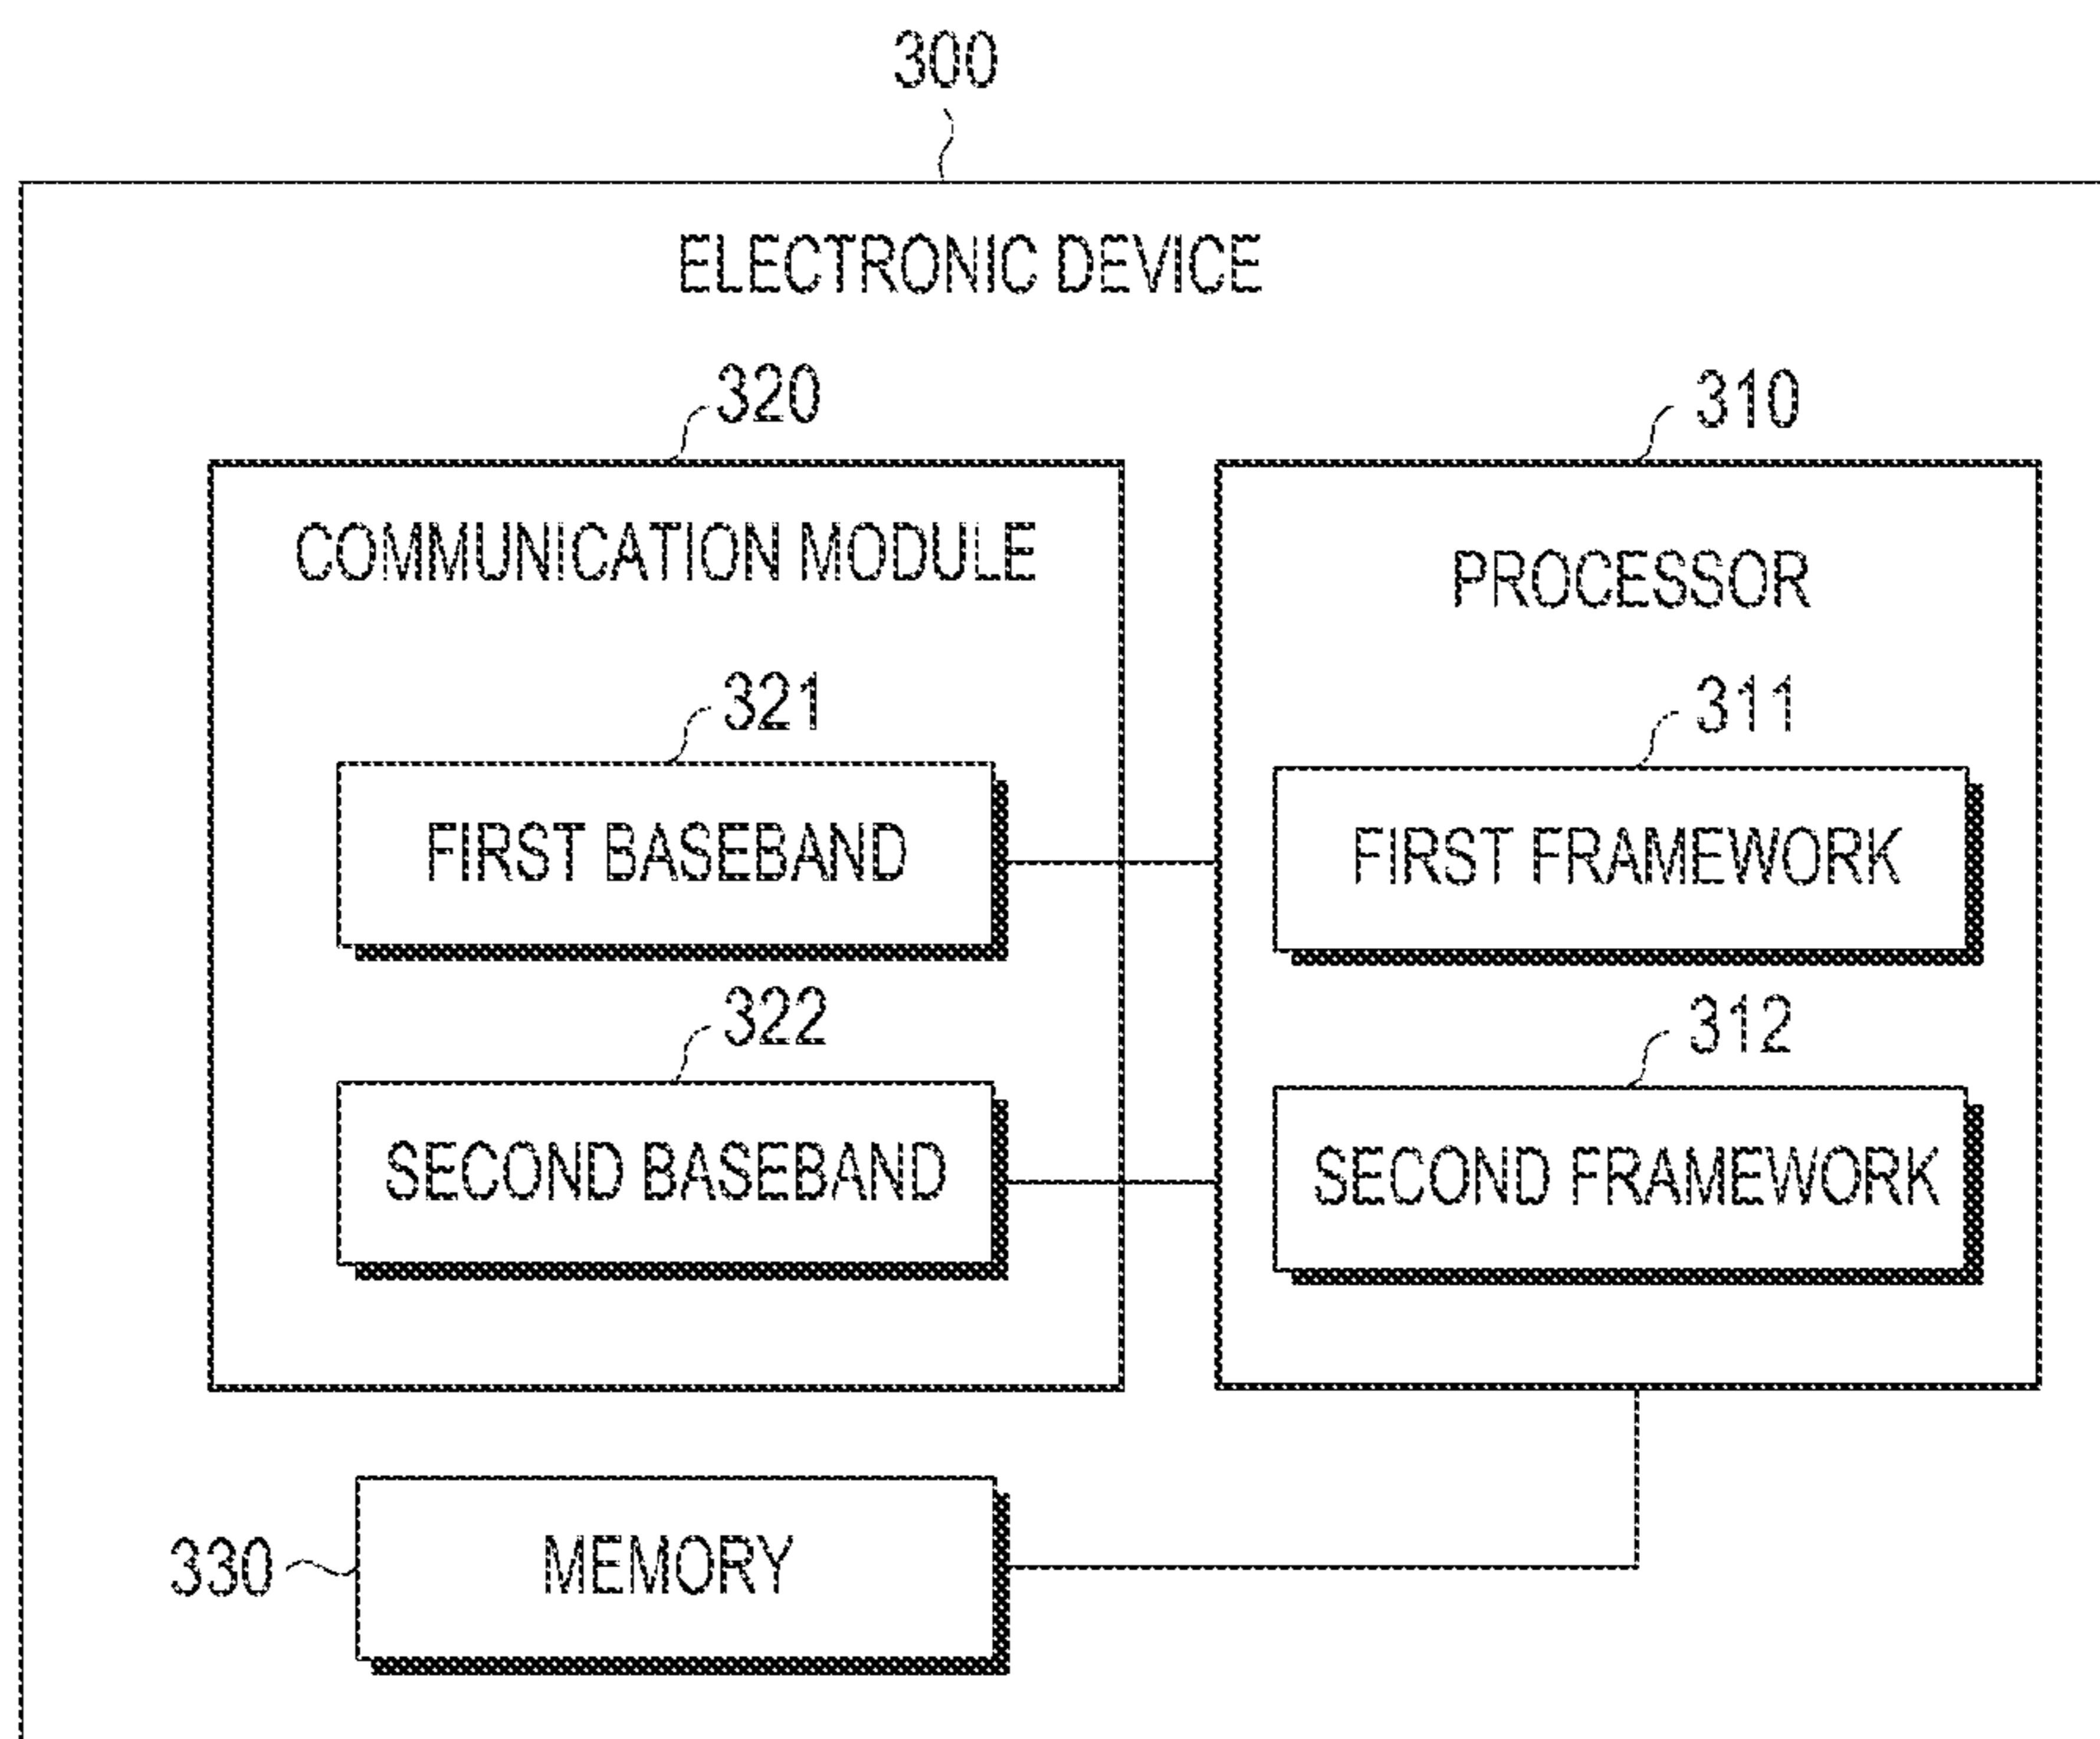 300
ELECTRONIC DEVICE
320
310
COMMUNICATION MODULE
PROCESSOR
321
311
FIRST BASEBAND
FIRST FRAMEWORK
322
312
SECOND BASEBAND
SECOND FRAMEWORK
330
MEMORY